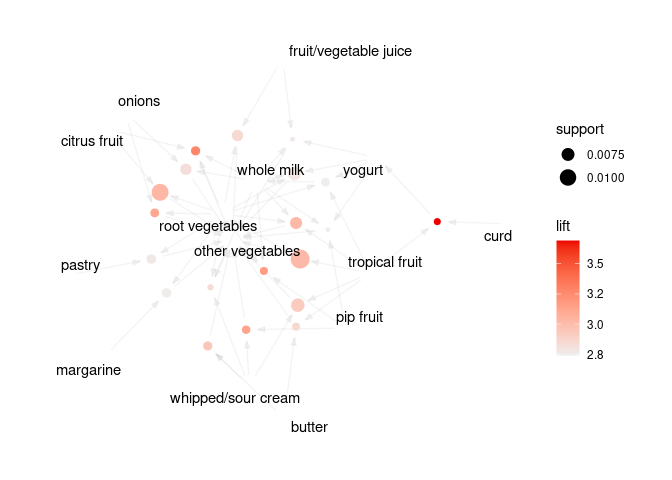 fruit/vegetable juice
onions
citrus fruit
whole milk
yogurt
root vegetables
other vegetables
curd
pastry
tropical fruit
pip fruit
margarine
whipped/sour cream
butter
support
0.0075
0.0100
lift
3.5
3.2
3.0
2.8